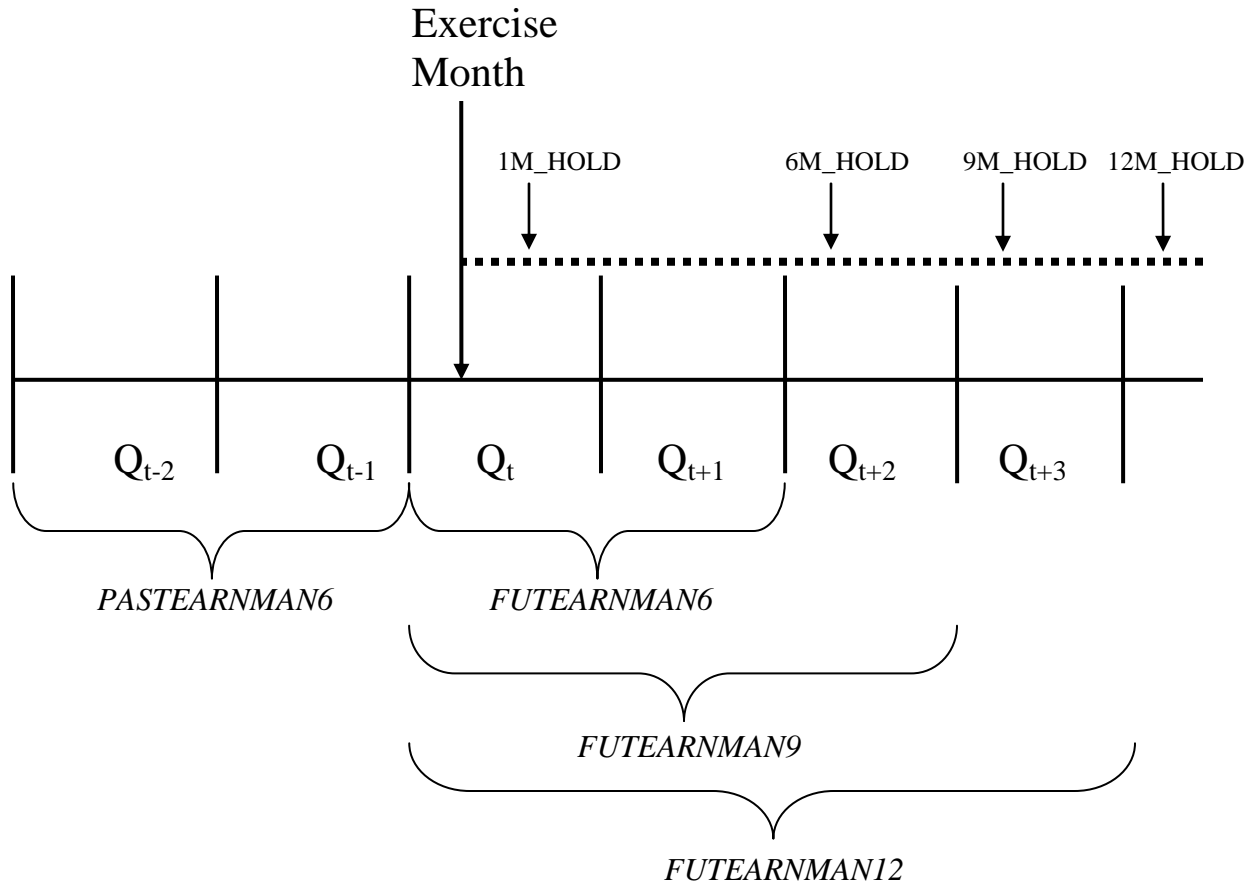 Exercise
Month
1M_HOLD 6M_HOLD 9M_HOLD 12M_HOLD
Qt-2 Qt-1 Qt Qt+1 Qt+2 Qt+3
PASTEARNMAN6 FUTEARNMAN6
FUTEARNMAN9
FUTEARNMAN12